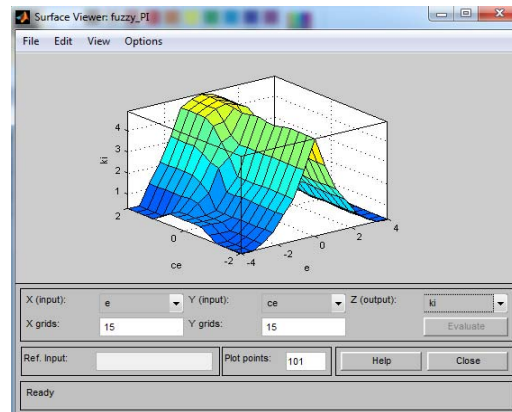 Surface Viewer: fuzzy_PI
File Edit View Options
4
3
2
1
ki
2
0
-2
ce
-4
-2
0
2
4
e
X (input): e Y (input): ce Z (output): ki
X grids: 15 Y grids: 15 Evaluate
Ref. Input: Plot points: 101 Help Close
Ready